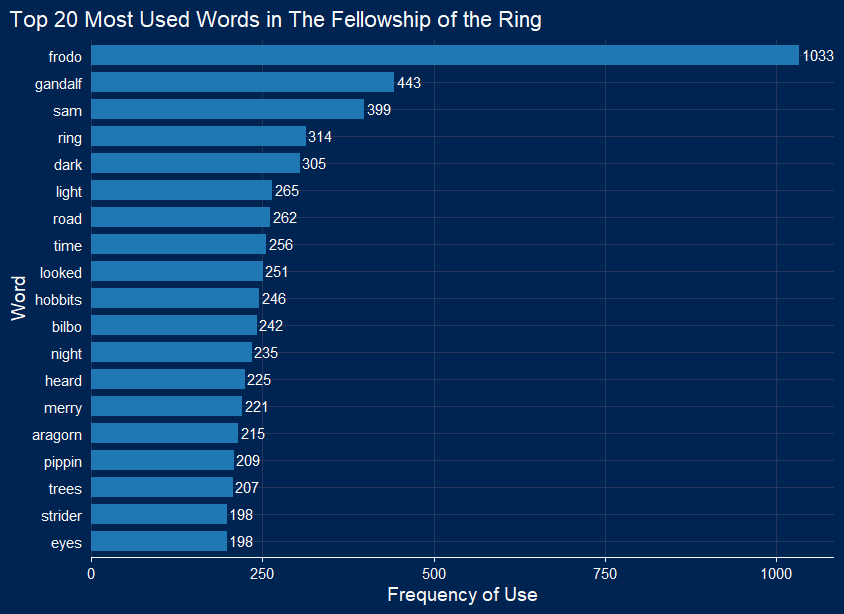 Top 20 Most Used Words in The Fellowship of the Ring
frodo 1033
gandalf 443
sam 399
ring 314
dark 305
light 265
road 262
time 256
looked 251
hobbits 246
bilbo 242
night 235
heard 225
merry 221
aragorn 215
pippin 209
trees 207
strider 198
eyes 198
Word
0 250 500 750 1000
Frequency of Use